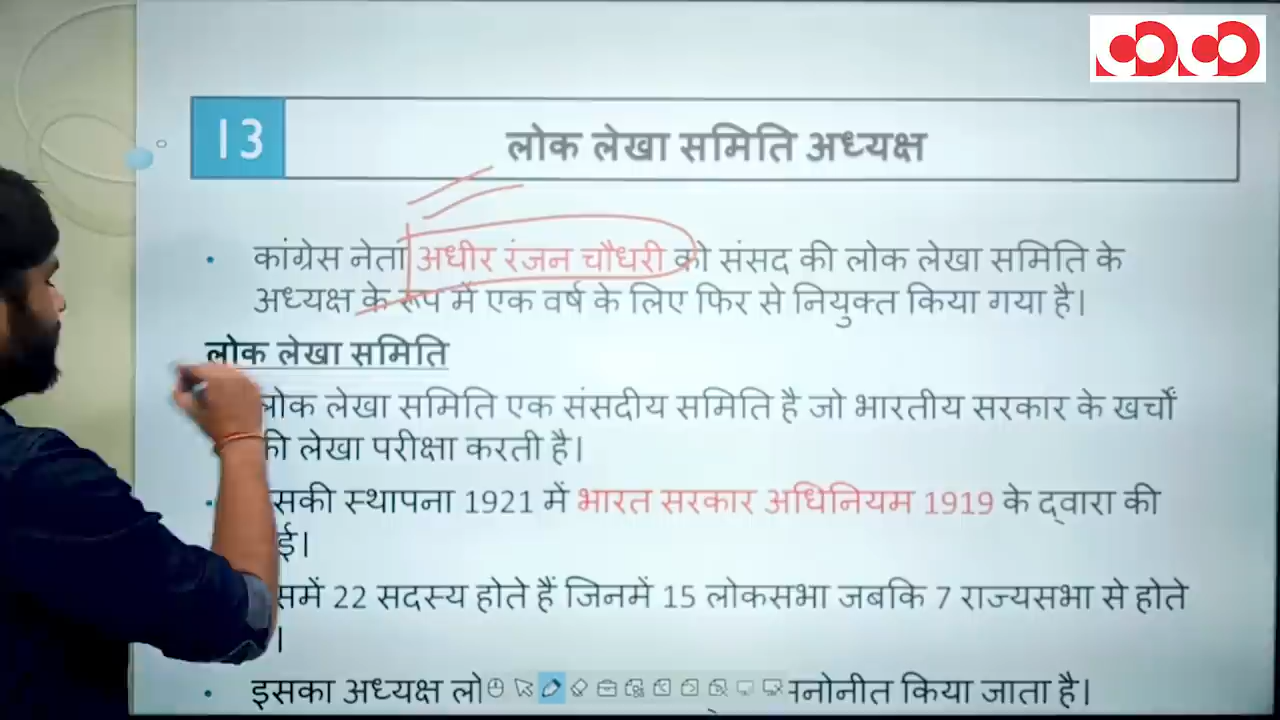 13
लोक लेखा समिति अध्यक्ष
• कांग्रेस नेता अधीर रंजन चौधरी को संसद की लोक लेखा समिति के
अध्यक्ष के रूप में एक वर्ष के लिए फिर से नियुक्त किया गया है।
लोक लेखा समिति
लोक लेखा समिति एक संसदीय समिति है जो भारतीय सरकार के खर्चों
की लेखा परीक्षा करती है।
• सकी स्थापना 1921 में भारत सरकार अधिनियम 1919 के द्वारा की
ई।
समें 22 सदस्य होते हैं जिनमें 15 लोकसभा जबकि 7 राज्यसभा से होते
।
• इसका अध्यक्ष लो नोनीत किया जाता है।